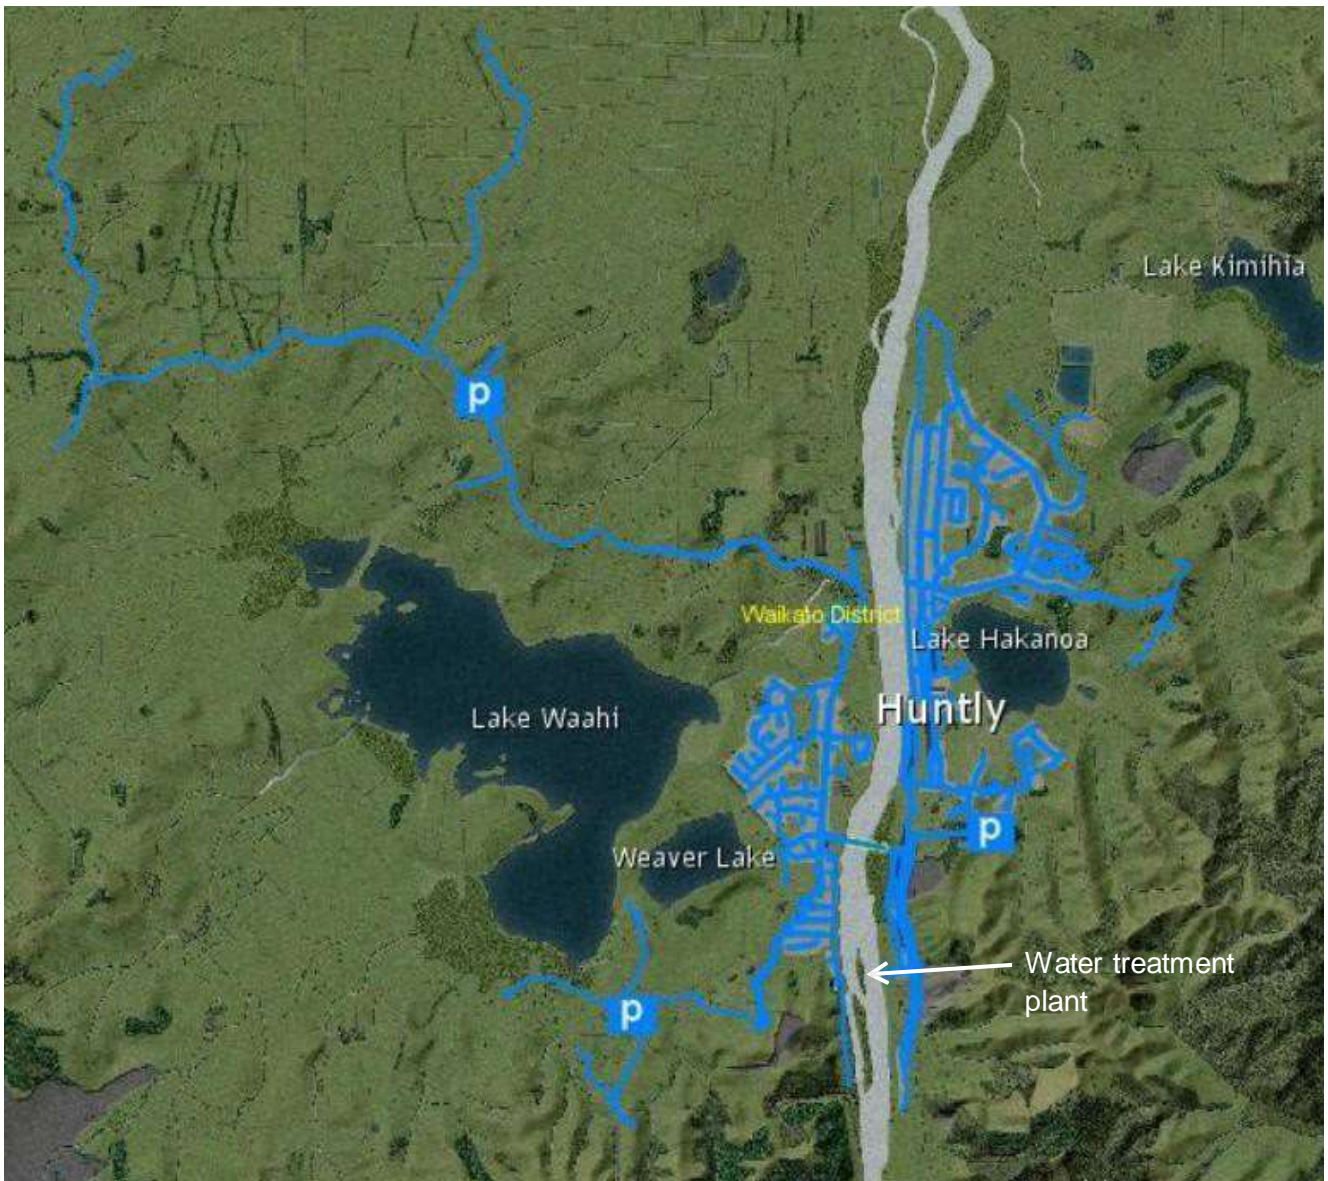 Lake Kimihia
p
Waikato District
Lake Hakanoa
Huntly
Lake Waahi
p
Weaver Lake
Water treatment
plant
p